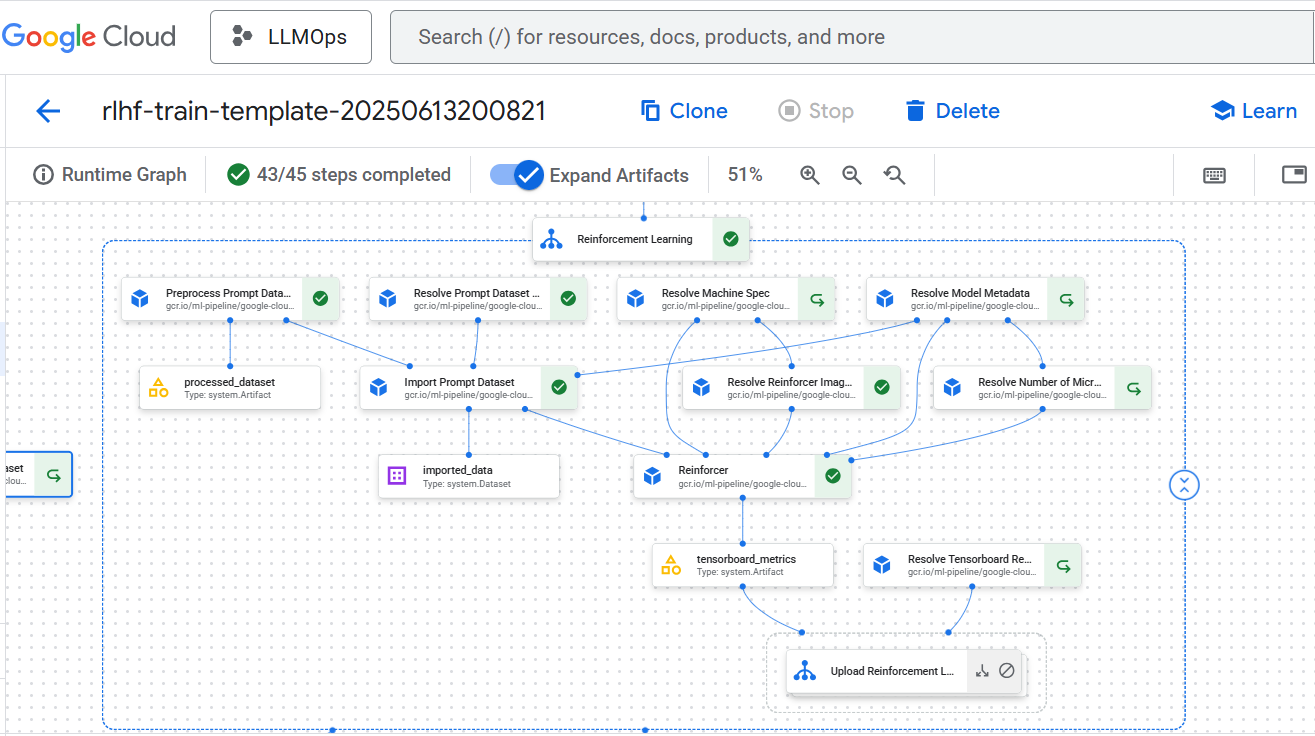 Google Cloud
LLMOps
Search (/) for resources, docs, products, and more
rlhf-train-template-20250613200821
Clone
Stop
Delete
Learn
Runtime Graph
43/45 steps completed
Expand Artifacts
51%
Reinforcement Learning
Preprocess Prompt Data...
gcr.io/ml-pipeline/google-clou...
Resolve Prompt Dataset ...
gcr.io/ml-pipeline/google-clou...
Resolve Machine Spec
gcr.io/ml-pipeline/google-clou...
Resolve Model Metadata
gcr.io/ml-pipeline/google-clou...
processed_dataset
Type: system.Artifact
Import Prompt Dataset
gcr.io/ml-pipeline/google-clou...
Resolve Reinforcer Imag...
gcr.io/ml-pipeline/google-clou...
Resolve Number of Micr...
gcr.io/ml-pipeline/google-clou...
aset
clou...
imported_data
Type: system.Dataset
Reinforcer
gcr.io/ml-pipeline/google-clou...
tensorboard_metrics
Type: system.Artifact
Resolve Tensorboard Re...
gcr.io/ml-pipeline/google-clou...
Upload Reinforcement L...